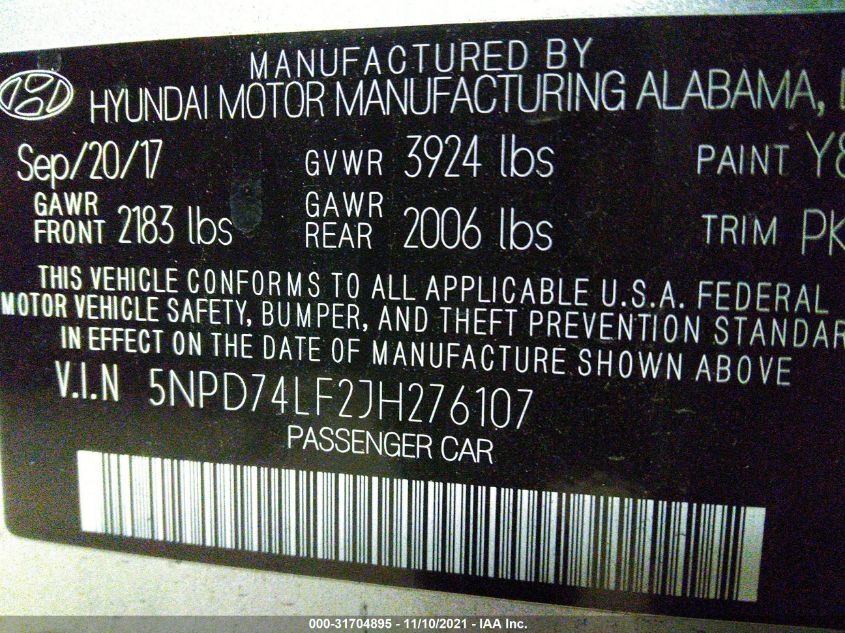 MANUFACTURED BY
HYUNDAI MOTOR MANUFACTURING ALABAMA,
Sep/20/17 GVWR 3924 lbs PAINT Y8
GAWR FRONT 2183 lbs GAWR REAR 2006 lbs TRIM PK
THIS VEHICLE CONFORMS TO ALL APPLICABLE U.S.A. FEDERAL
MOTOR VEHICLE SAFETY, BUMPER, AND THEFT PREVENTION STANDAR
IN EFFECT ON THE DATE OF MANUFACTURE SHOWN ABOVE
V.I.N 5NPD74LF2JH276107
PASSENGER CAR
000-31704895 - 11/10/2021 - IAA Inc.